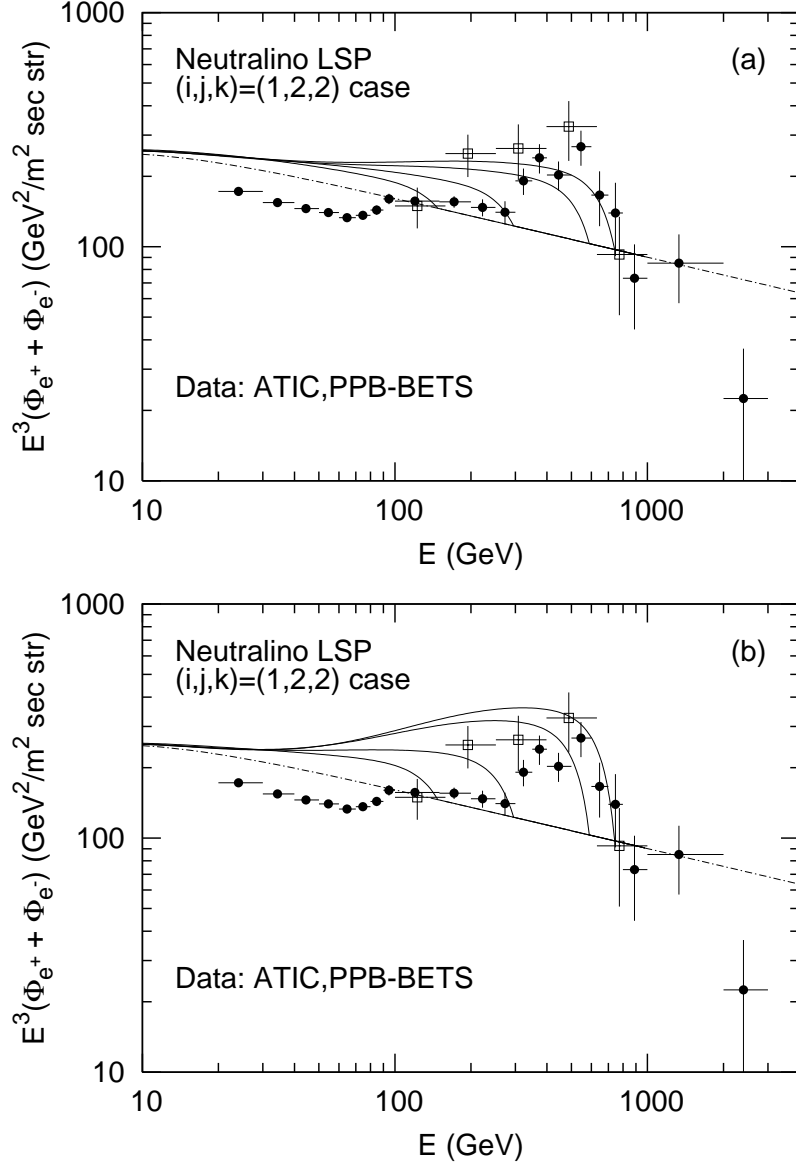 1000
Neutralino LSP
(a)
(i,j,k)=(1,2,2) case
E³(Φe⁺ + Φe⁻) (GeV²/m² sec str)
100
Data: ATIC,PPB-BETS
10
10 100 1000
E (GeV)
1000
Neutralino LSP
(b)
(i,j,k)=(1,2,2) case
E³(Φe⁺ + Φe⁻) (GeV²/m² sec str)
100
Data: ATIC,PPB-BETS
10
10 100 1000
E (GeV)